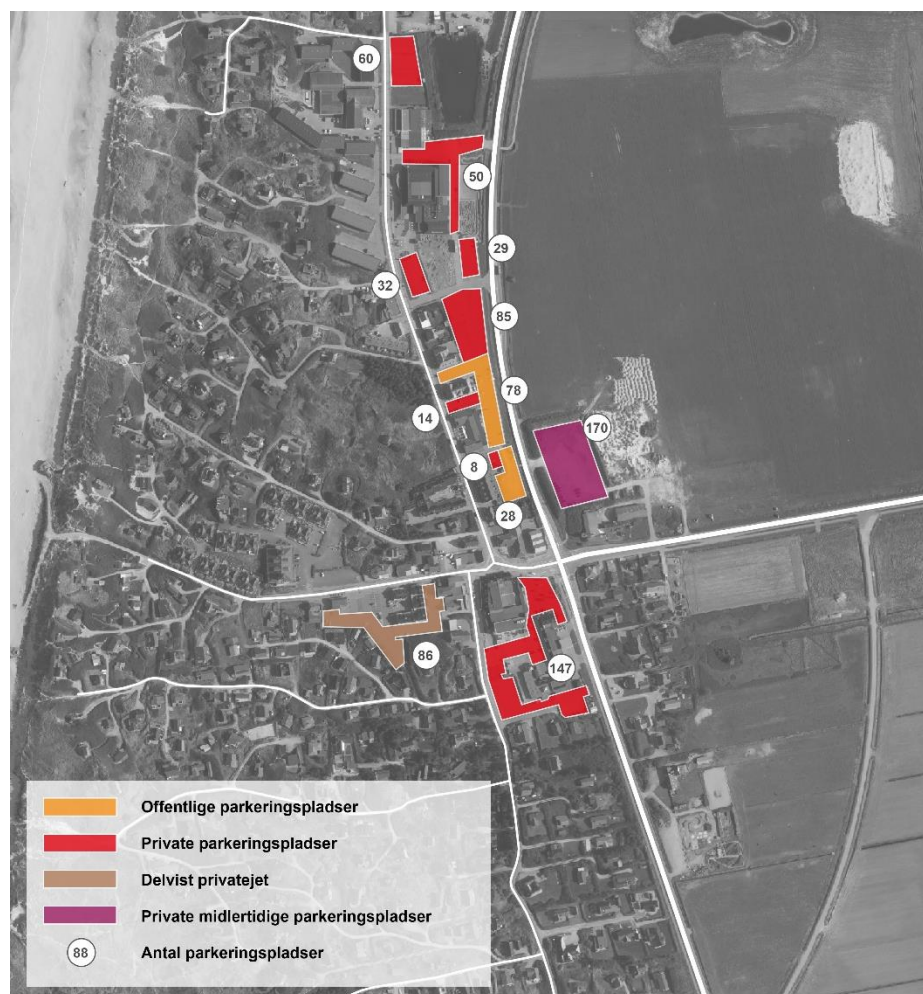 60
50
29
32
85
78
14
170
8
28
86
147
Offentlige parkeringspladser
Private parkeringspladser
Delvist privatejet
Private midlertidige parkeringspladser
88 Antal parkeringspladser